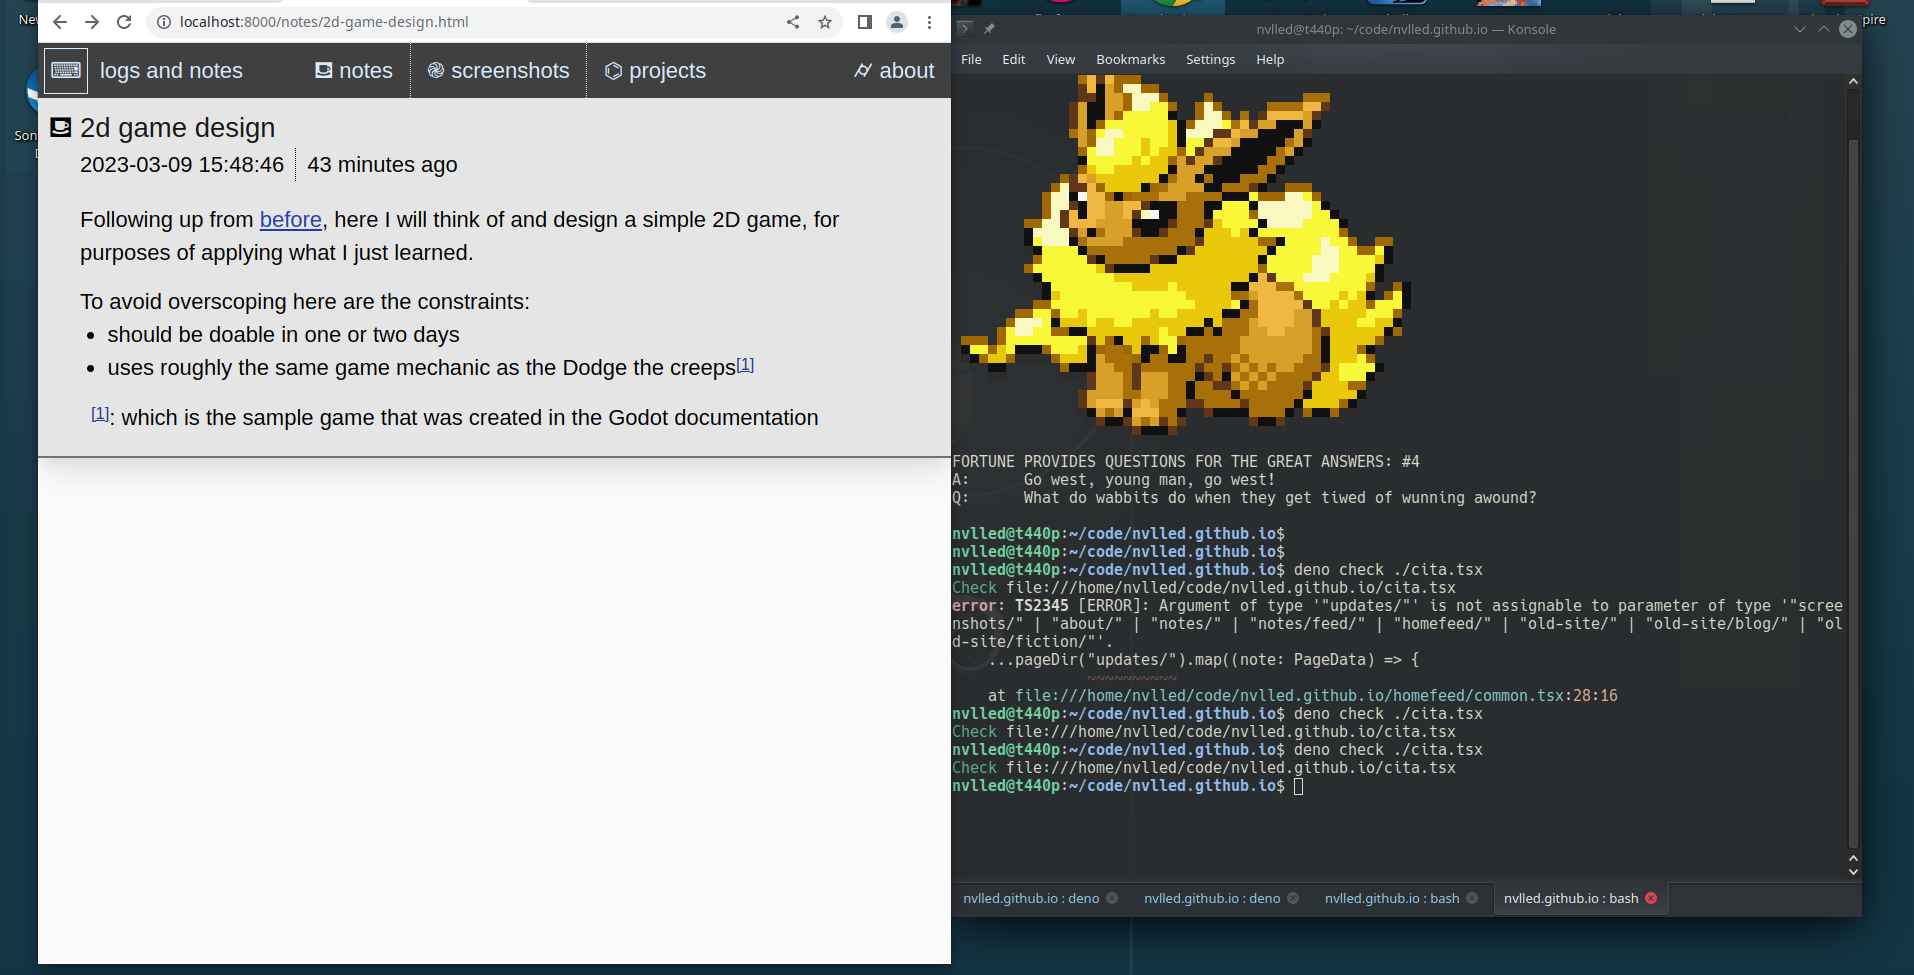 New
Son
D
localhost:8000/notes/2d-game-design.html
logs and notes
notes
screenshots
projects
about
2d game design
2023-03-09 15:48:46
43 minutes ago
Following up from before, here I will think of and design a simple 2D game, for
purposes of applying what I just learned.
To avoid overscoping here are the constraints:
• should be doable in one or two days
• uses roughly the same game mechanic as the Dodge the creeps[1]
[1]: which is the sample game that was created in the Godot documentation
pire
nvlled@t440p: ~/code/nvlled.github.io — Konsole
File Edit View Bookmarks Settings Help
FORTUNE PROVIDES QUESTIONS FOR THE GREAT ANSWERS: #4
A:      Go west, young man, go west!
Q:      What do wabbits do when they get tiwed of wunning awound?
nvlled@t440p:~/code/nvlled.github.io$
nvlled@t440p:~/code/nvlled.github.io$
nvlled@t440p:~/code/nvlled.github.io$ deno check ./cita.tsx
Check file:///home/nvlled/code/nvlled.github.io/cita.tsx
error: TS2345 [ERROR]: Argument of type '"updates/"' is not assignable to parameter of type '"scree
nshots/" | "about/" | "notes/" | "notes/feed/" | "homefeed/" | "old-site/" | "old-site/blog/" | "ol
d-site/fiction/"'.
    ...pageDir("updates/").map((note: PageData) => {
               ~~~~~~~~~~
    at file:///home/nvlled/code/nvlled.github.io/homefeed/common.tsx:28:16
nvlled@t440p:~/code/nvlled.github.io$ deno check ./cita.tsx
Check file:///home/nvlled/code/nvlled.github.io/cita.tsx
nvlled@t440p:~/code/nvlled.github.io$ deno check ./cita.tsx
Check file:///home/nvlled/code/nvlled.github.io/cita.tsx
nvlled@t440p:~/code/nvlled.github.io$
nvlled.github.io : deno
nvlled.github.io : deno
nvlled.github.io : bash
nvlled.github.io : bash